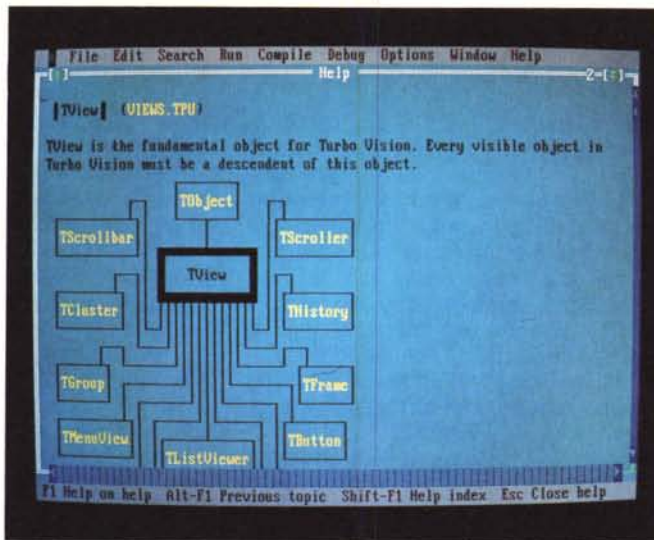 File Edit Search Run Compile Debug Options Window Help
Help
2
TView (VIEWS.TPU)
TView is the fundamental object for Turbo Vision. Every visible object in
Turbo Vision must be a descendent of this object.
TObject
TScrollbar
TScroller
TView
TCluster
THistory
TGroup
TFrame
TMenuView
TButton
TListViewer
F1 Help on help Alt-F1 Previous topic Shift-F1 Help index Esc Close help